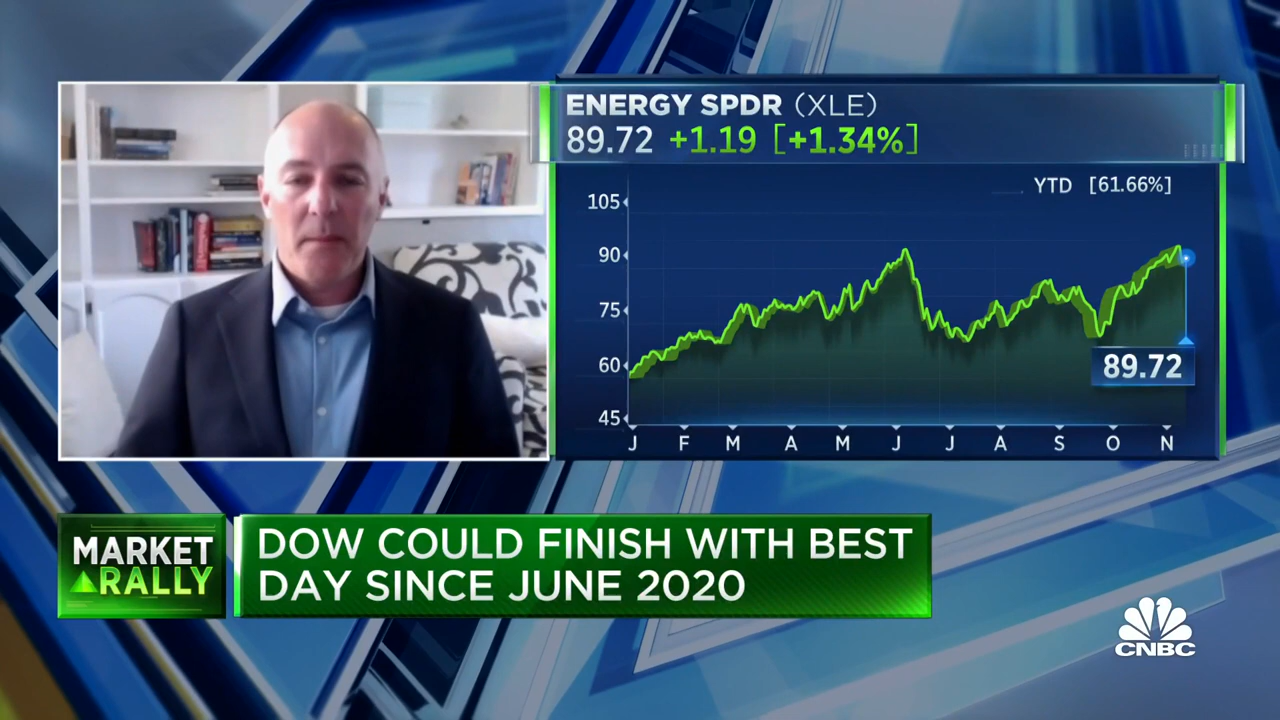 ENERGY SPDR (XLE)
89.72 +1.19 [+1.34%]
YTD [61.66%]
105
90
75
60
45
89.72
J F M A M J J A S O N
MARKET
RALLY
DOW COULD FINISH WITH BEST
DAY SINCE JUNE 2020
CNBC